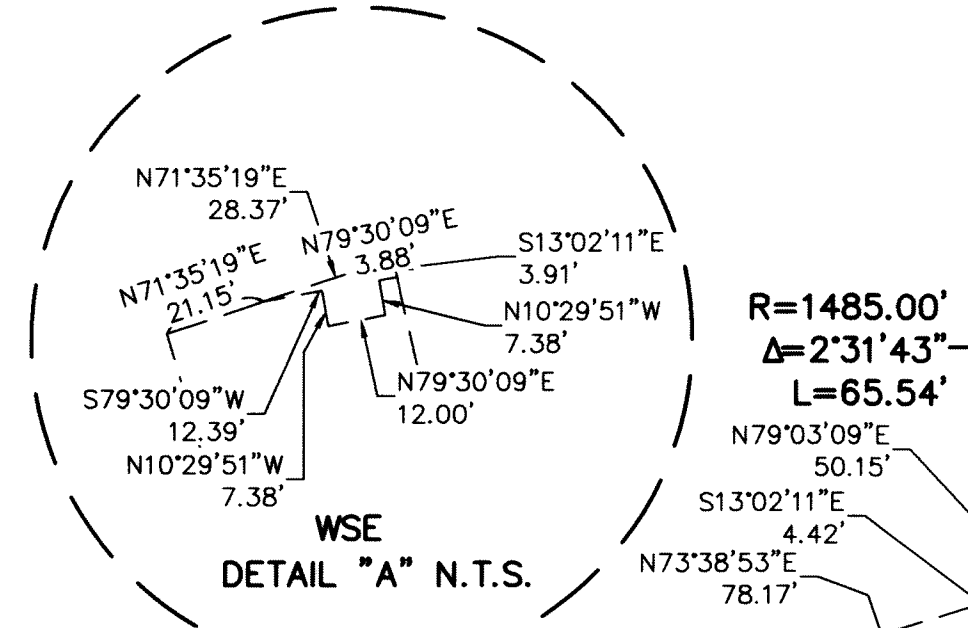 N71°35'19"E
28.37'
N79°30'09"E
3.88'
S13°02'11"E
3.91'
N71°35'19"E
21.15'
N10°29'51"W
7.38'
S79°30'09"W
12.39'
N79°30'09"E
12.00'
N10°29'51"W
7.38'
WSE
DETAIL "A" N.T.S.
R=1485.00'
Δ=2°31'43"
L=65.54'
N79°03'09"E
50.15'
S13°02'11"E
4.42'
N73°38'53"E
78.17'